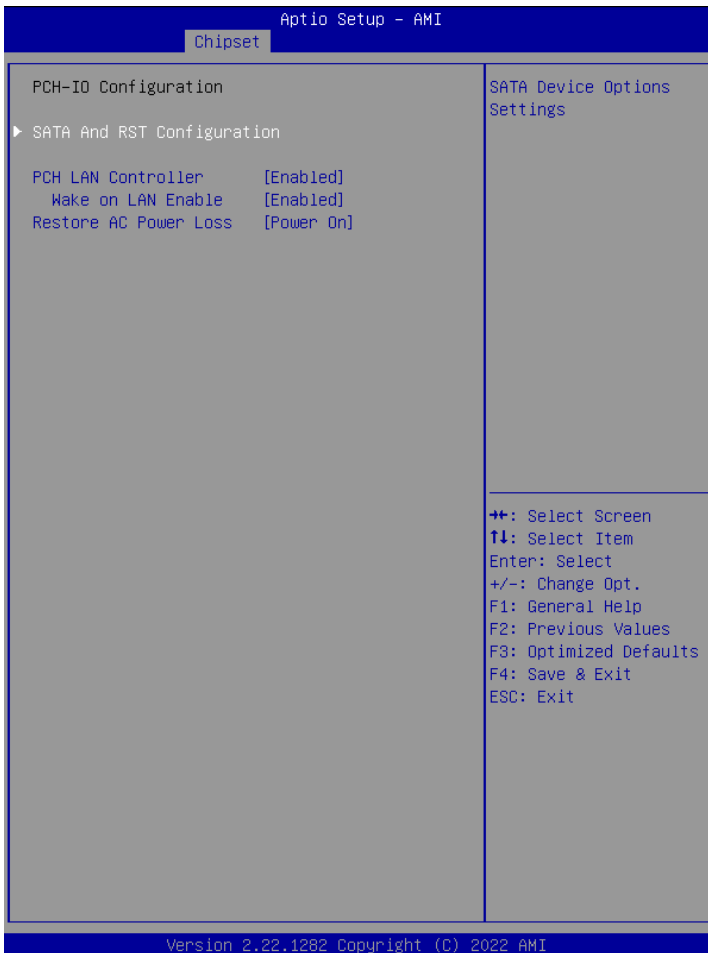 Aptio Setup – AMI
Chipset
PCH-IO Configuration
SATA And RST Configuration
PCH LAN Controller [Enabled]
Wake on LAN Enable [Enabled]
Restore AC Power Loss [Power On]
SATA Device Options
Settings
→←: Select Screen
↑↓: Select Item
Enter: Select
+/-: Change Opt.
F1: General Help
F2: Previous Values
F3: Optimized Defaults
F4: Save & Exit
ESC: Exit
Version 2.22.1282 Copyright (C) 2022 AMI